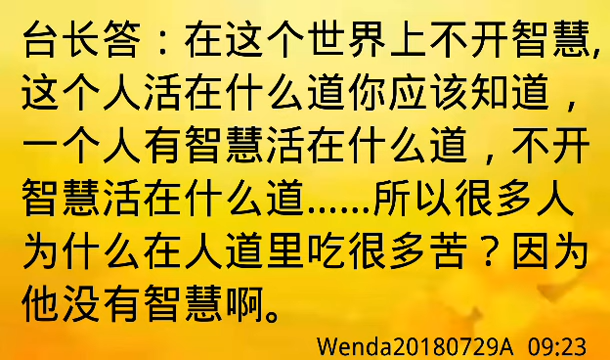 台长答：在这个世界上不开智慧，
这个人活在什么道你应该知道，
一个人有智慧活在什么道，不开
智慧活在什么道......所以很多人
为什么在人道里吃很多苦？因为
他没有智慧啊。
Wenda20180729A 09:23